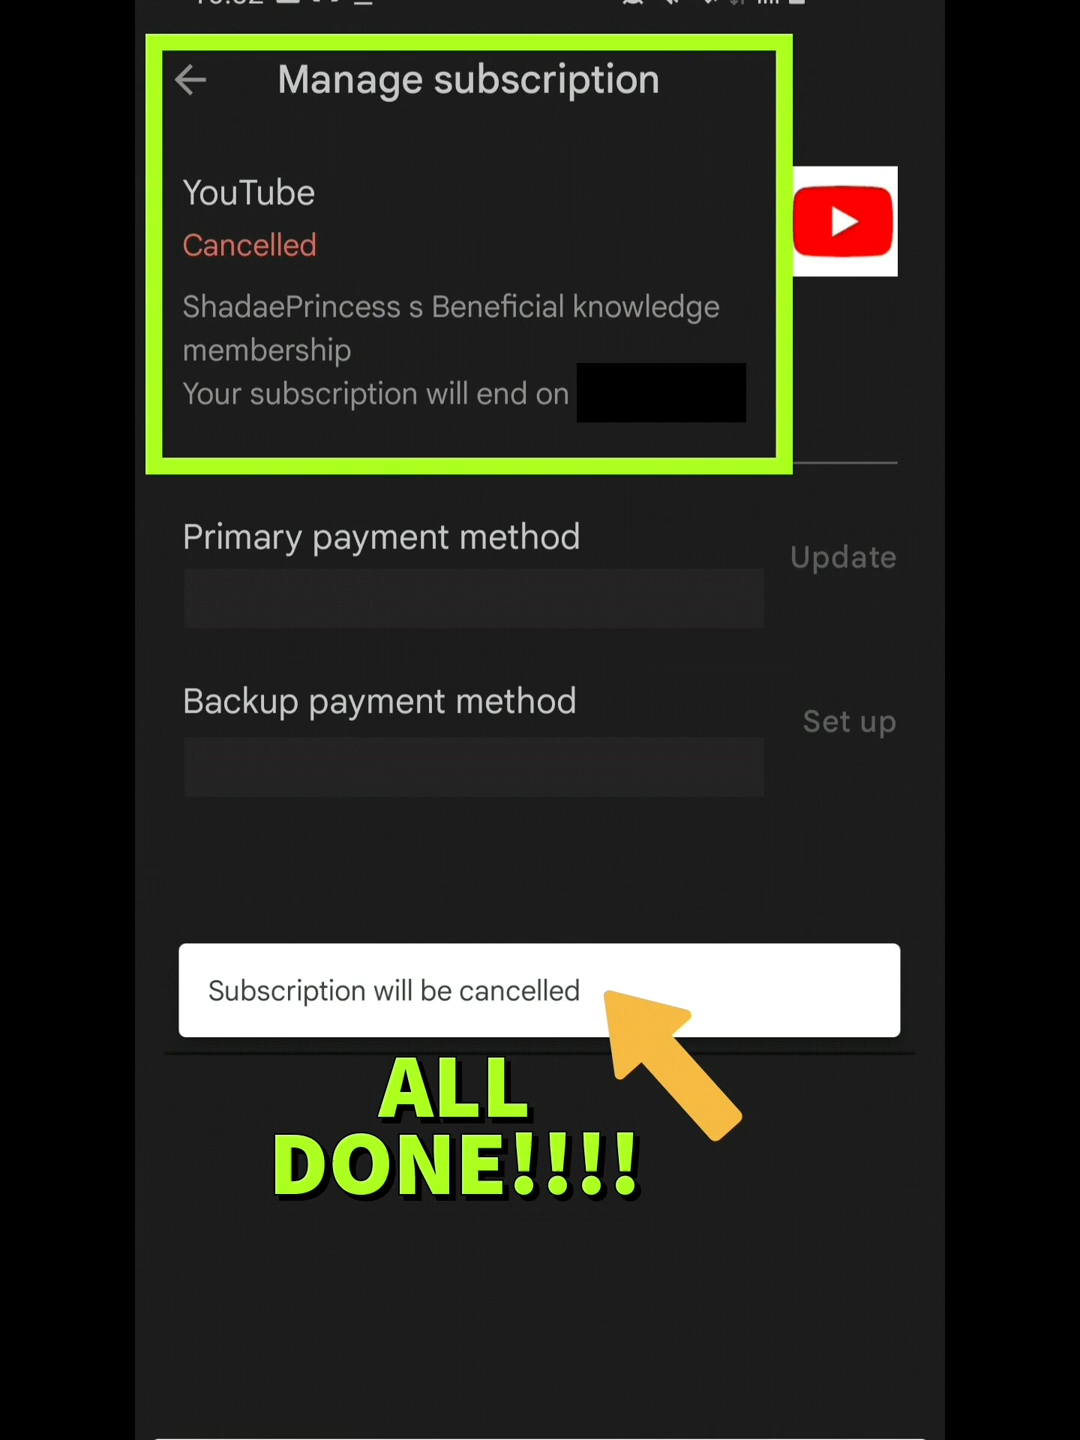 Manage subscription
YouTube
Cancelled
ShadaePrincess s Beneficial knowledge
membership
Your subscription will end on
Primary payment method
Update
Backup payment method
Set up
Subscription will be cancelled
ALL
DONE!!!!